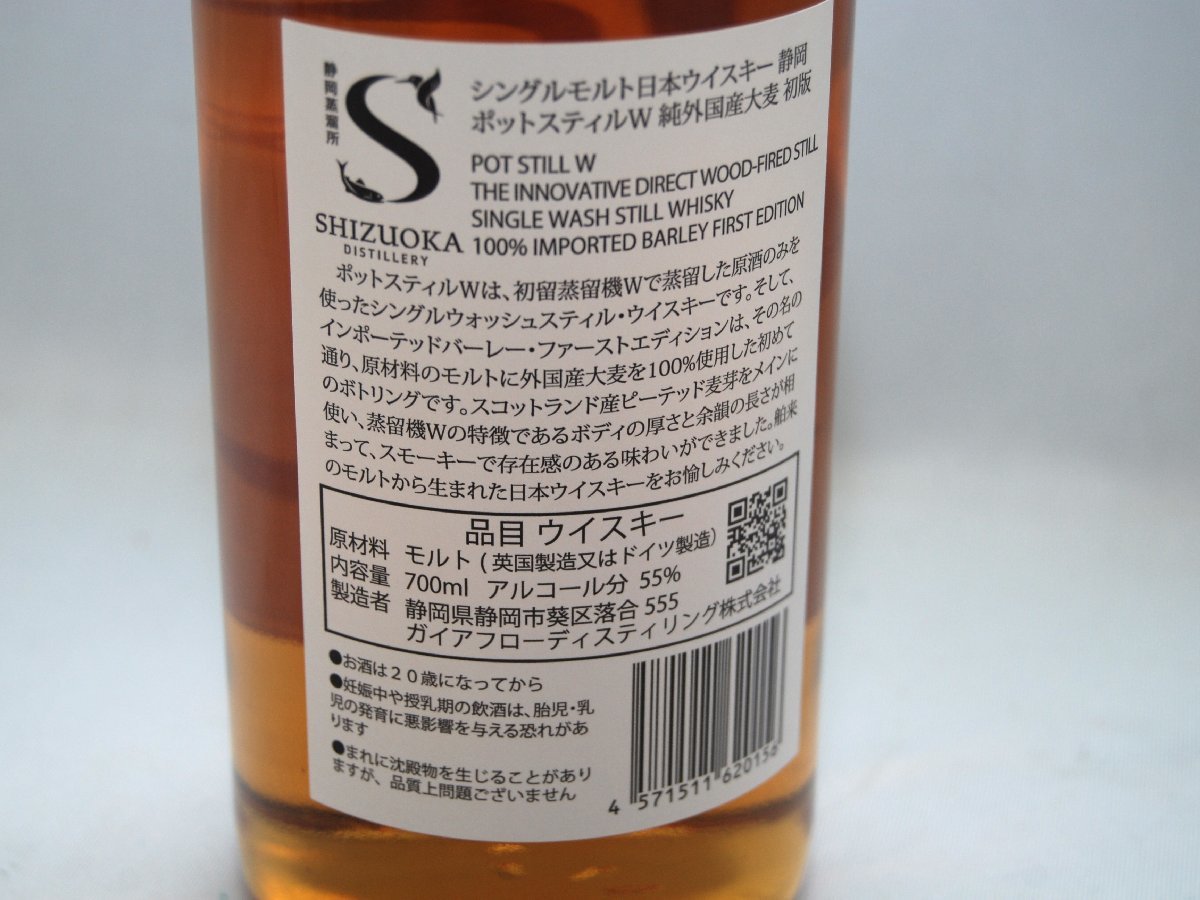 静岡蒸溜所
S
SHIZUOKA
DISTILLERY
シングルモルト日本ウイスキー 静岡
ポットスティルW 純外国産大麦 初版
POT STILL W
THE INNOVATIVE DIRECT WOOD-FIRED STILL
SINGLE WASH STILL WHISKY
100% IMPORTED BARLEY FIRST EDITION
ポットスティルWは、初留蒸留機Wで蒸留した原酒のみを
使ったシングルウォッシュスティル・ウイスキーです。そして、
インポーテッドバーレー・ファーストエディションは、その名の
通り、原材料のモルトに外国産大麦を100%使用した初めて
のボトリングです。スコットランド産ピーテッド麦芽をメインに
使い、蒸留機Wの特徴であるボディの厚さと余韻の長さが相
まって、スモーキーで存在感のある味わいができました。舶来
のモルトから生まれた日本ウイスキーをお愉しみください。
品目 ウイスキー
原材料 モルト ( 英国製造又はドイツ製造)
内容量 700ml アルコール分 55%
製造者 静岡県静岡市葵区落合 555
ガイアフローディスティリング株式会社
●お酒は20歳になってから
●妊娠中や授乳期の飲酒は、胎児・乳
児の発育に悪影響を与える恐れがあ
ります
●まれに沈殿物を生じることがあり
ますが、品質上問題ございません
4 571511 620156